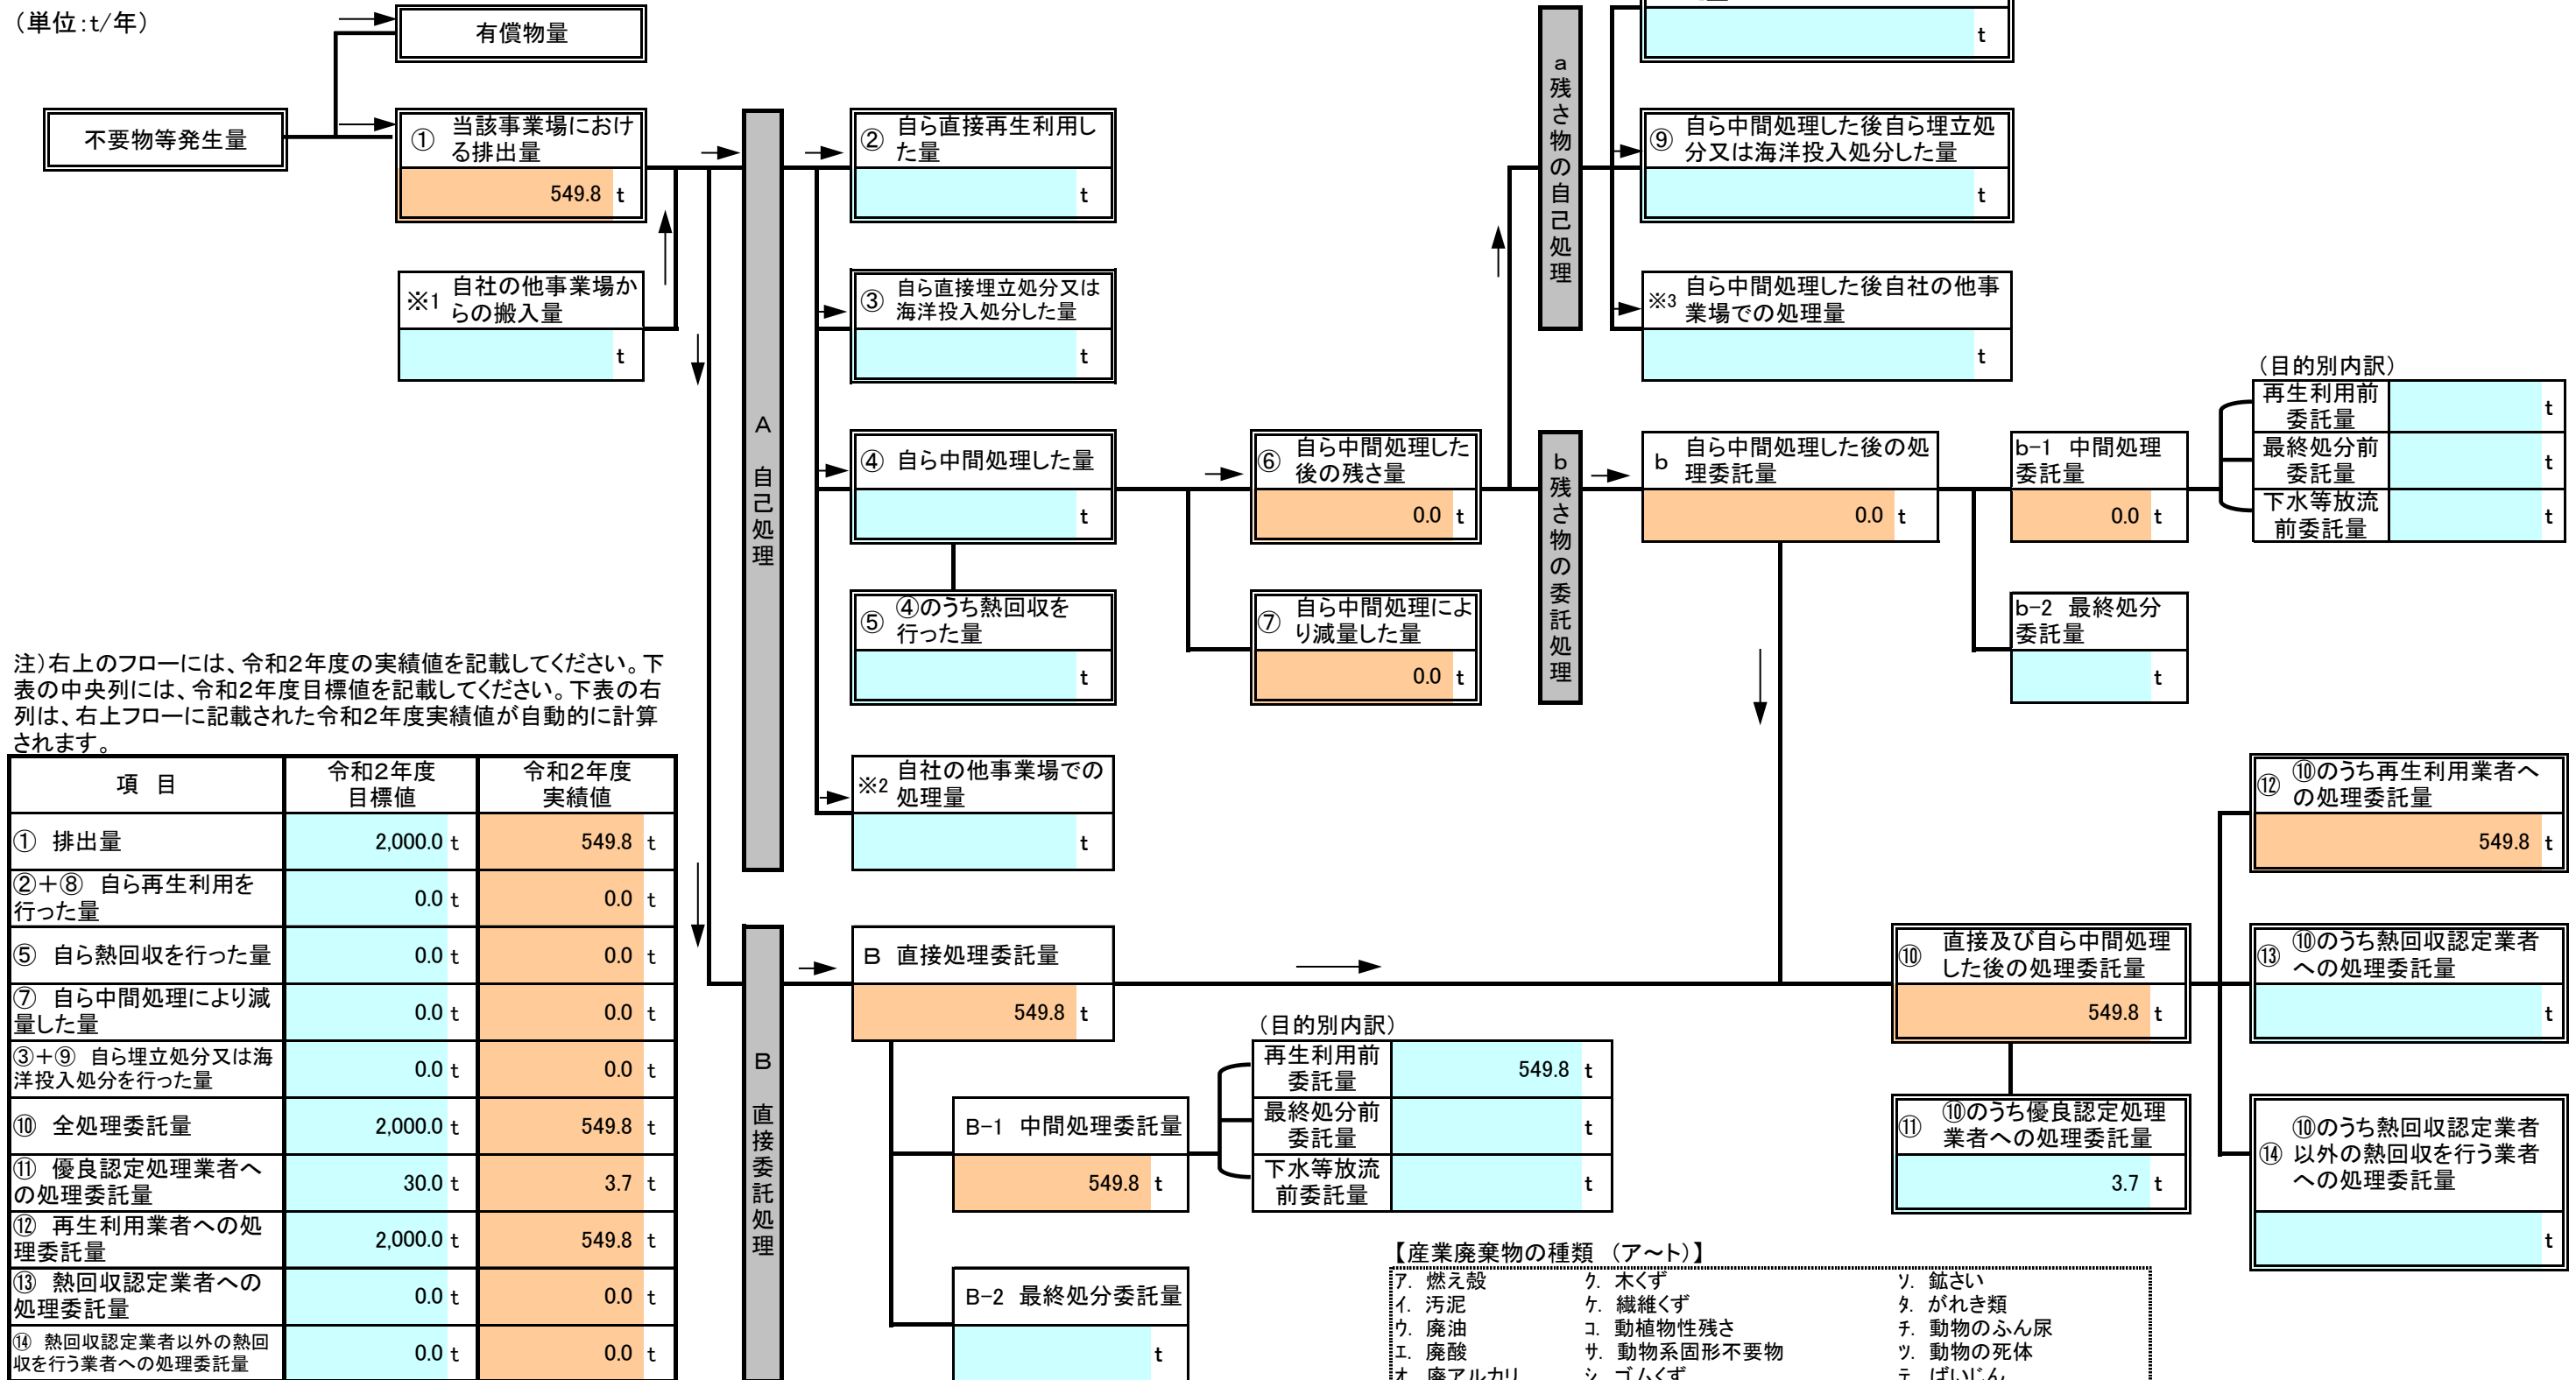 (単位:t/年)
有償物量
不要物等発生量
① 当該事業場におけ
る排出量
549.8 t
※1 自社の他事業場か
らの搬入量
t
A 自己処理
② 自ら直接再生利用し
た量
t
③ 自ら直接埋立処分又は
海洋投入処分した量
t
④ 自ら中間処理した量
t
⑤ ④のうち熱回収を
行った量
t
※2 自社の他事業場での
処理量
t
⑥ 自ら中間処理した
後の残さ量
0.0 t
⑦ 自ら中間処理によ
り減量した量
0.0 t
a 残さ物の自己処理
t
⑨ 自ら中間処理した後自ら埋立処
分又は海洋投入処分した量
t
※3 自ら中間処理した後自社の他事
業場での処理量
t
b 残さ物の委託処理
b 自ら中間処理した後の処
理委託量
0.0 t
b-1 中間処理
委託量
0.0 t
(目的別内訳)
再生利用前
委託量
t
最終処分前
委託量
t
下水等放流
前委託量
t
b-2 最終処分
委託量
t
注)右上のフローには、令和2年度の実績値を記載してください。下
表の中央列には、令和2年度目標値を記載してください。下表の右
列は、右上フローに記載された令和2年度実績値が自動的に計算
されます。
項 目 令和2年度 目標値 令和2年度 実績値
① 排出量 2,000.0 t 549.8 t
②+⑧ 自ら再生利用を
行った量 0.0 t 0.0 t
⑤ 自ら熱回収を行った量 0.0 t 0.0 t
⑦ 自ら中間処理により減
量した量 0.0 t 0.0 t
③+⑨ 自ら埋立処分又は海
洋投入処分を行った量 0.0 t 0.0 t
⑩ 全処理委託量 2,000.0 t 549.8 t
⑪ 優良認定処理業者へ
の処理委託量 30.0 t 3.7 t
⑫ 再生利用業者への処
理委託量 2,000.0 t 549.8 t
⑬ 熱回収認定業者への
処理委託量 0.0 t 0.0 t
⑭ 熱回収認定業者以外の熱回
収を行う業者への処理委託量 0.0 t 0.0 t
B 直接委託処理
B 直接処理委託量
549.8 t
B-1 中間処理委託量
549.8 t
(目的別内訳)
再生利用前
委託量
549.8 t
最終処分前
委託量
t
下水等放流
前委託量
t
B-2 最終処分委託量
t
⑩ 直接及び自ら中間処理
した後の処理委託量
549.8 t
⑪ ⑩のうち優良認定処理
業者への処理委託量
3.7 t
⑫ ⑩のうち再生利用業者へ
の処理委託量
549.8 t
⑬ ⑩のうち熱回収認定業者
への処理委託量
t
⑭ ⑩のうち熱回収認定業者
以外の熱回収を行う業者
への処理委託量
t
【産業廃棄物の種類 (ア~ト)】
ア. 燃え殻 ク. 木くず ソ. 鉱さい
イ. 汚泥 ケ. 繊維くず タ. がれき類
ウ. 廃油 コ. 動植物性残さ チ. 動物のふん尿
エ. 廃酸 サ. 動物系固形不要物 ツ. 動物の死体
オ. 廃アルカリ シ. ゴムくず テ. ばいじん